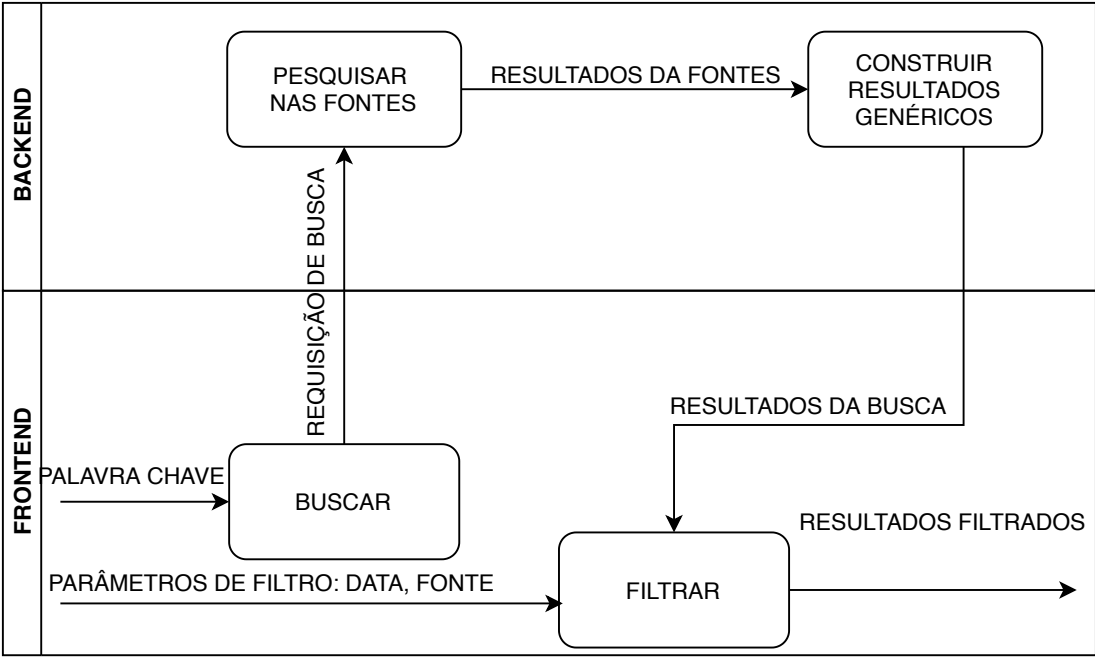 BACKEND
PESQUISAR
NAS FONTES
RESULTADOS DA FONTES
CONSTRUIR
RESULTADOS
GENÉRICOS
REQUISIÇÃO DE BUSCA
FRONTEND
RESULTADOS DA BUSCA
PALAVRA CHAVE
BUSCAR
RESULTADOS FILTRADOS
PARÂMETROS DE FILTRO: DATA, FONTE
FILTRAR